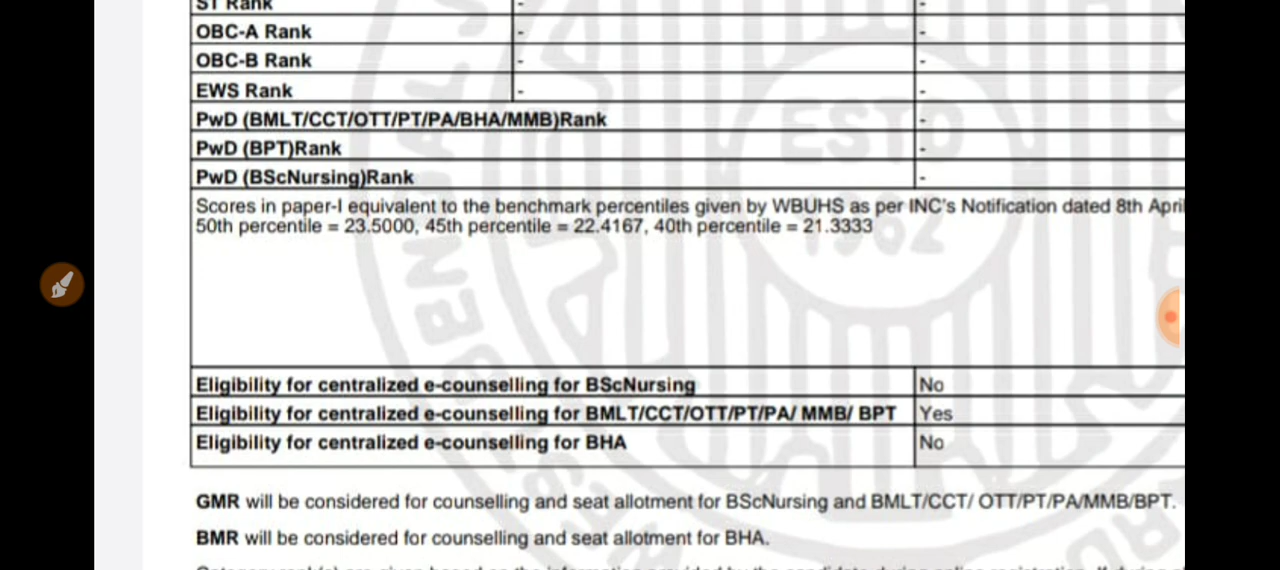 ST Rank - -
OBC-A Rank - -
OBC-B Rank - -
EWS Rank - -
PwD (BMLT/CCT/OTT/PT/PA/BHA/MMB)Rank -
PwD (BPT)Rank -
PwD (BScNursing)Rank -
Scores in paper-I equivalent to the benchmark percentiles given by WBUHS as per INC's Notification dated 8th April
50th percentile = 23.5000, 45th percentile = 22.4167, 40th percentile = 21.3333
ESTD
1962
Eligibility for centralized e-counselling for BScNursing No
Eligibility for centralized e-counselling for BMLT/CCT/OTT/PT/PA/ MMB/ BPT Yes
Eligibility for centralized e-counselling for BHA No
GMR will be considered for counselling and seat allotment for BScNursing and BMLT/CCT/ OTT/PT/PA/MMB/BPT.
BMR will be considered for counselling and seat allotment for BHA.